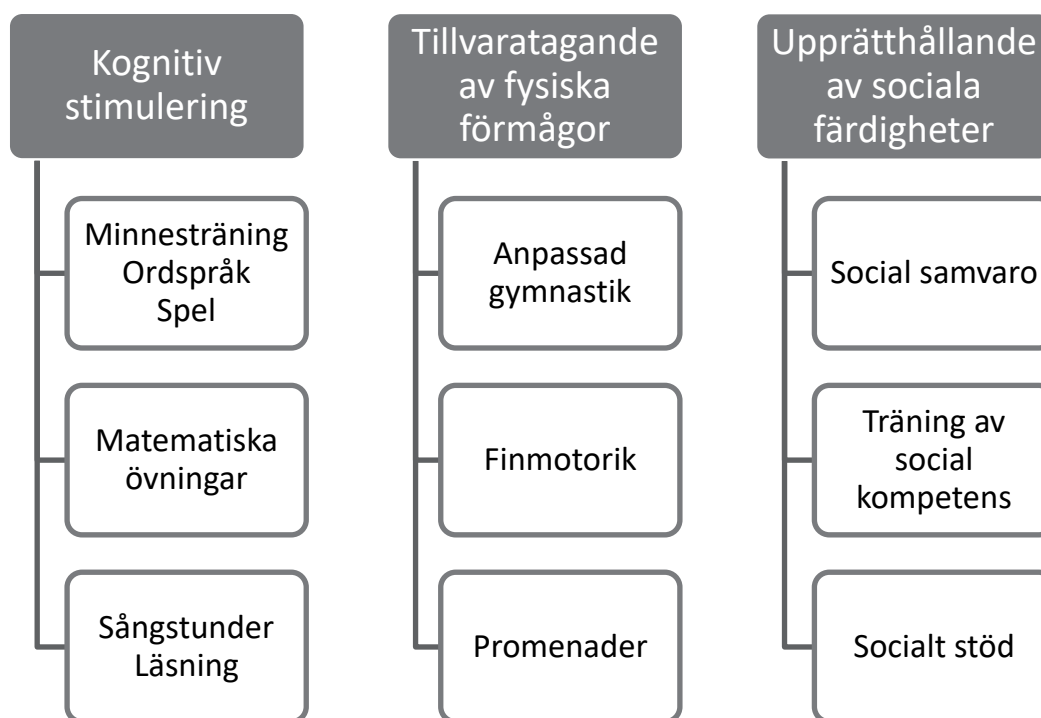 Kognitiv
stimulering
Minnesträning
Ordspråk
Spel
Matematiska
övningar
Sångstunder
Läsning
Tillvaratagande
av fysiska
förmågor
Anpassad
gymnastik
Finmotorik
Promenader
Upprätthållande
av sociala
färdigheter
Social samvaro
Träning av
social
kompetens
Socialt stöd